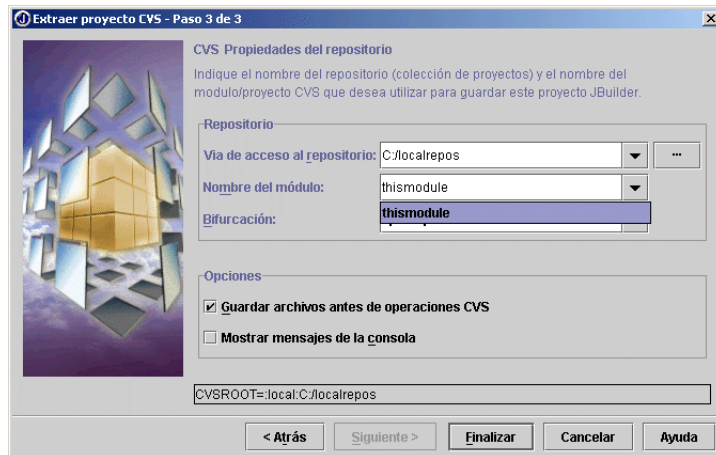 Extraer proyecto CVS - Paso 3 de 3
CVS Propiedades del repositorio
Indique el nombre del repositorio (colección de proyectos) y el nombre del
modulo/proyecto CVS que desea utilizar para guardar este proyecto JBuilder.
Repositorio
Via de acceso al repositorio: C:/localrepos ...
Nombre del módulo: thismodule
thismodule
Bifurcación:
Opciones
Guardar archivos antes de operaciones CVS
Mostrar mensajes de la consola
CVSROOT=:local:C:/localrepos
< Atrás Siguiente > Finalizar Cancelar Ayuda